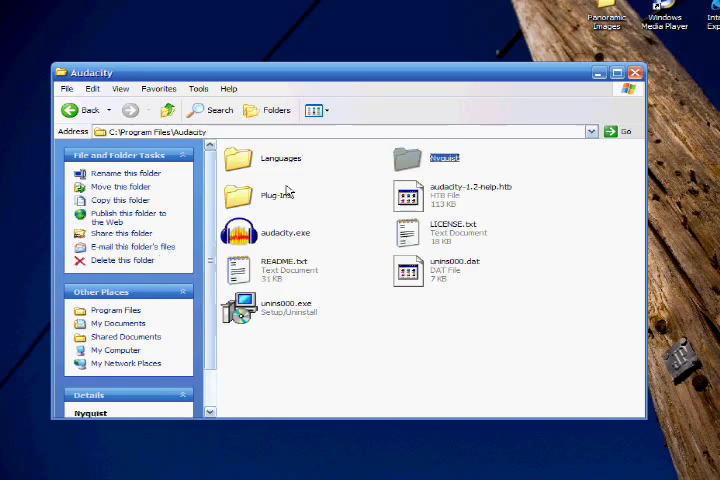 Panoramic
Images
Windows
Media Player
Audacity
File Edit View Favorites Tools Help
Back Search Folders
Address C:\Program Files\Audacity Go
File and Folder Tasks
Rename this folder
Move this folder
Copy this folder
Publish this folder to
the Web
Share this folder
E-mail this folder's files
Delete this folder
Other Places
Program Files
My Documents
Shared Documents
My Computer
My Network Places
Details
Nyquist
Languages
Nyquist
audacity-1.2-help.htb
HTB File
113 KB
audacity.exe
LICENSE.txt
Text Document
18 KB
README.txt
Text Document
31 KB
unins000.dat
DAT File
7 KB
unins000.exe
Setup/Uninstall